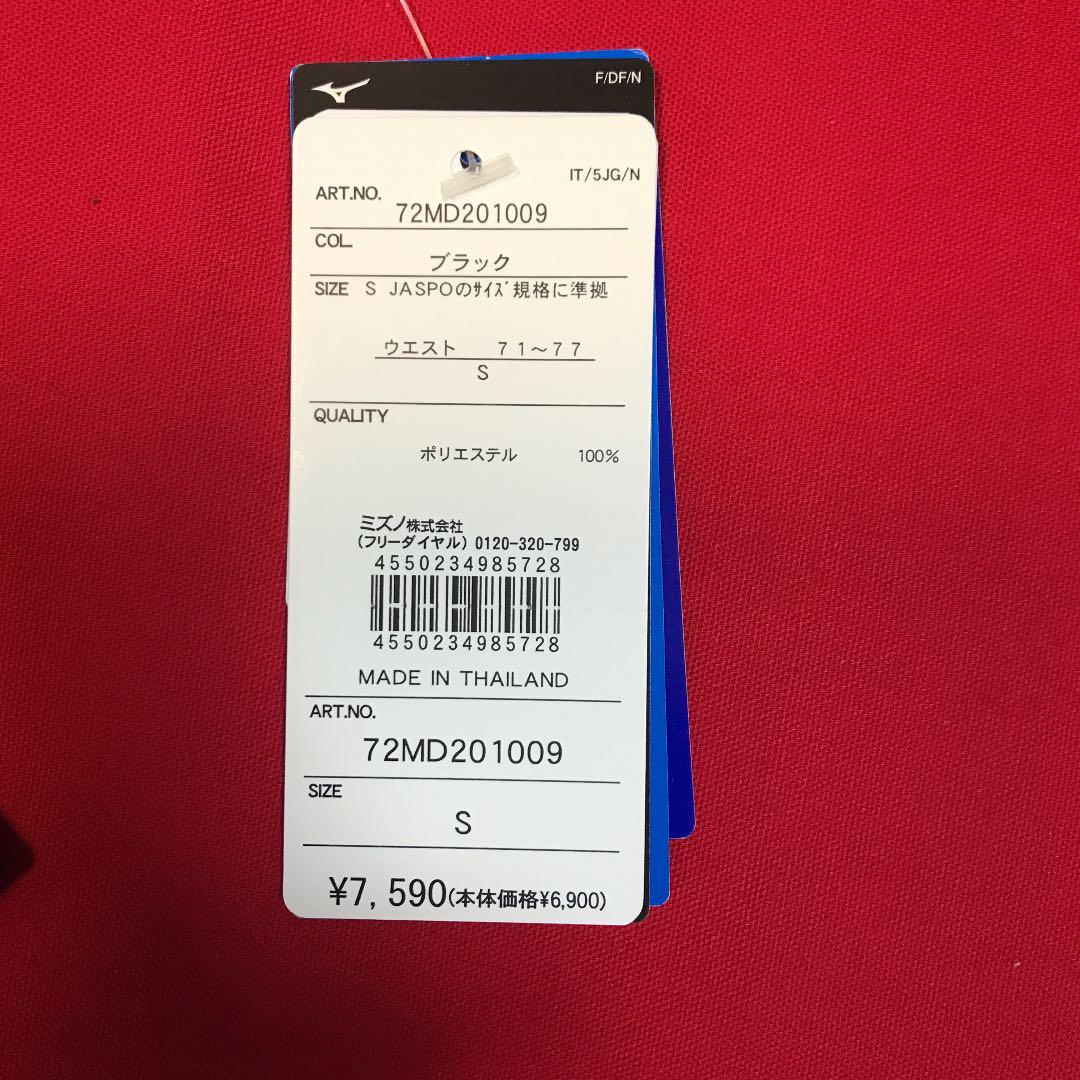 F/DF/N
IT/5JG/N
ART.NO.
72MD201009
COL.
ブラック
SIZE S JASPOのｻｲｽﾞ規格に準拠
ウエスト 71～77
S
QUALITY
ポリエステル 100%
ミズノ株式会社
(フリーダイヤル) 0120-320-799
4550234985728
4550234985728
MADE IN THAILAND
ART.NO.
72MD201009
SIZE
S
¥7,590(本体価格¥6,900)